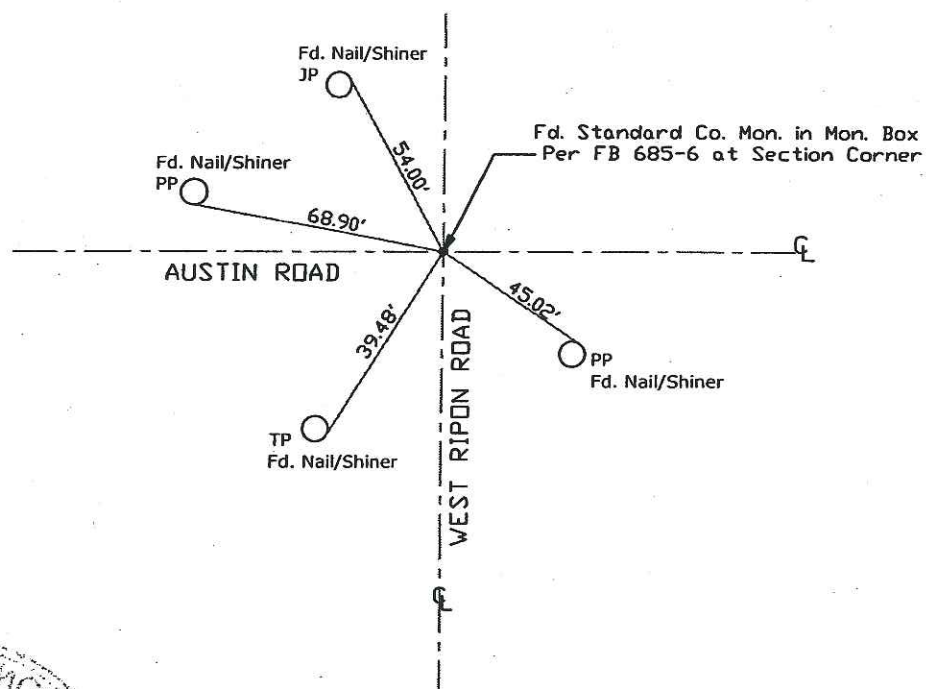 Fd. Nail/Shiner
JP
54.00'
Fd. Standard Co. Mon. in Mon. Box
Per FB 685-6 at Section Corner
Fd. Nail/Shiner
PP
68.90'
℄
AUSTIN ROAD
45.02'
39.48'
PP
Fd. Nail/Shiner
TP
Fd. Nail/Shiner
WEST RIPON ROAD
℄